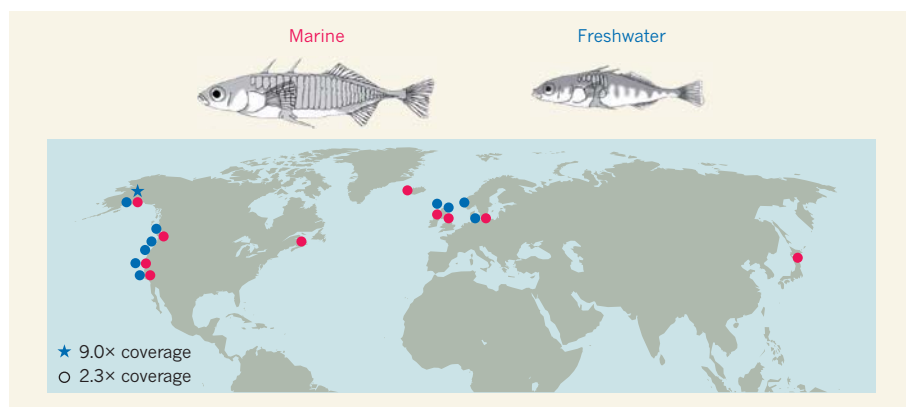 Marine
Freshwater
★ 9.0× coverage
○ 2.3× coverage